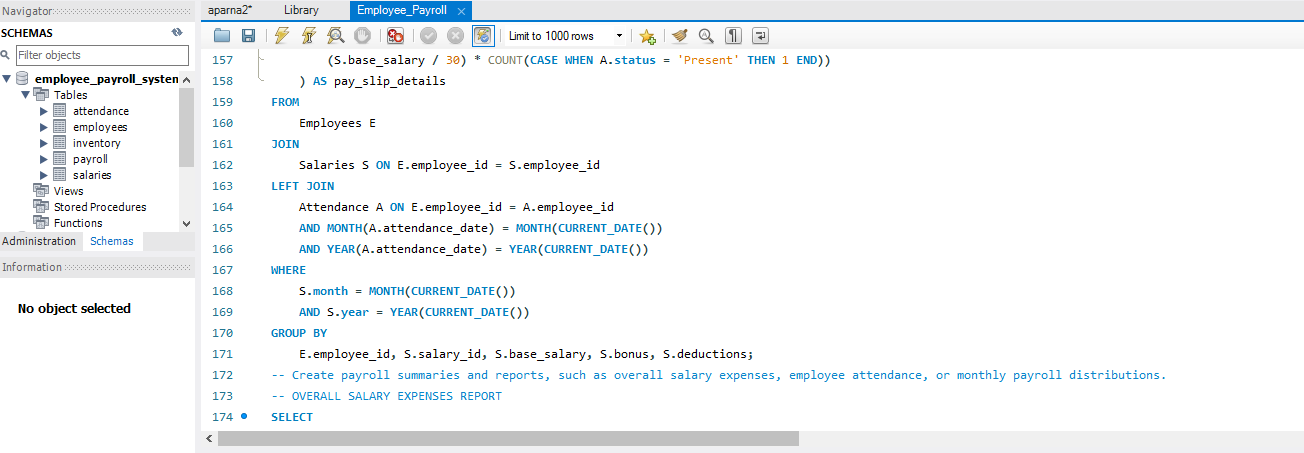 Navigator
SCHEMAS
Filter objects
employee_payroll_system
Tables
attendance
employees
inventory
payroll
salaries
Views
Stored Procedures
Functions
Administration Schemas
Information
No object selected
aparna2* Library Employee_Payroll
Limit to 1000 rows
157 (S.base_salary / 30) * COUNT(CASE WHEN A.status = 'Present' THEN 1 END))
158 ) AS pay_slip_details
159 FROM
160 Employees E
161 JOIN
162 Salaries S ON E.employee_id = S.employee_id
163 LEFT JOIN
164 Attendance A ON E.employee_id = A.employee_id
165 AND MONTH(A.attendance_date) = MONTH(CURRENT_DATE())
166 AND YEAR(A.attendance_date) = YEAR(CURRENT_DATE())
167 WHERE
168 S.month = MONTH(CURRENT_DATE())
169 AND S.year = YEAR(CURRENT_DATE())
170 GROUP BY
171 E.employee_id, S.salary_id, S.base_salary, S.bonus, S.deductions;
172 -- Create payroll summaries and reports, such as overall salary expenses, employee attendance, or monthly payroll distributions.
173 -- OVERALL SALARY EXPENSES REPORT
174 SELECT